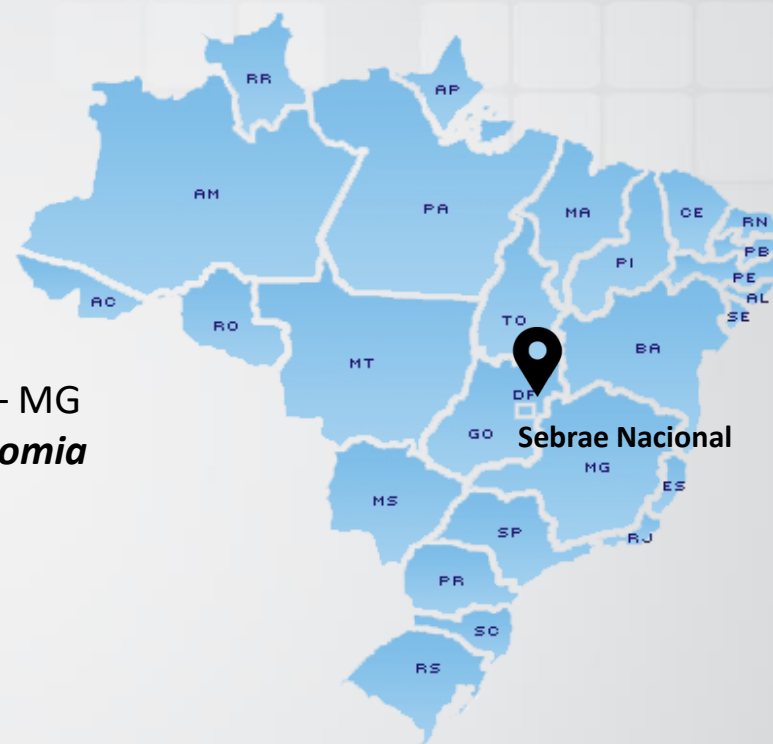 RR
AP
AM
PA
MA
CE
RN
PB
PI
PE
AL
AC
SE
TO
RO
BA
MT
DF
- MG
GO
Sebrae Nacional
omia
MG
ES
MS
SP
RJ
PR
SC
RS